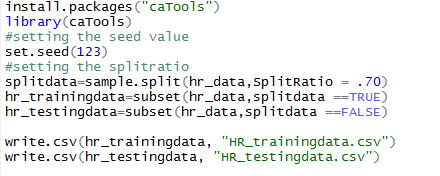 install.packages("caTools")
library(caTools)
#setting the seed value
set.seed(123)
#setting the splitratio
splitdata=sample.split(hr_data,SplitRatio = .70)
hr_trainingdata=subset(hr_data,splitdata ==TRUE)
hr_testingdata=subset(hr_data,splitdata ==FALSE)
write.csv(hr_trainingdata, "HR_trainingdata.csv")
write.csv(hr_testingdata, "HR_testingdata.csv")